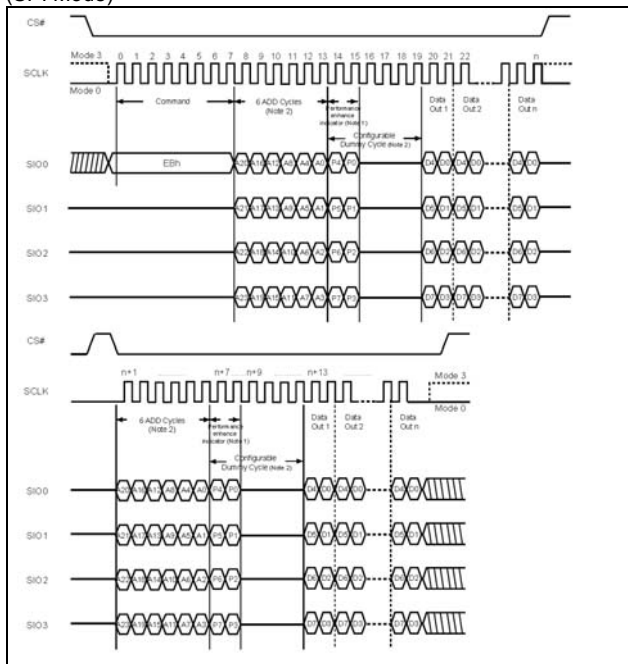 (SPI Mode)
CS#
Mode 3 0 1 2 3 4 5 6 7 8 9 10 11 12 13 14 15 16 17 18 19 20 21 22 n
SCLK
Mode 0
Command
6 ADD Cycles
(Note 2)
Performance
enhance
indicator (Note 1)
Configurable
Dummy Cycle (Note 2)
Data
Out 1
Data
Out 2
Data
Out n
SIO0 EBh A20 A16 A12 A8 A4 A0 P4 P0 D4 D0 D4 D0 D4 D0
SIO1 A21 A17 A13 A9 A5 A1 P5 P1 D5 D1 D5 D1 D5 D1
SIO2 A22 A18 A14 A10 A6 A2 P6 P2 D6 D2 D6 D2 D6 D2
SIO3 A23 A19 A15 A11 A7 A3 P7 P3 D7 D3 D7 D3 D7 D3
CS#
n+1 ........... n+7 ...... n+9 ........... n+13 ...........
Mode 3
SCLK
Mode 0
6 ADD Cycles
(Note 2)
Performance
enhance
indicator (Note 1)
Configurable
Dummy Cycle (Note 2)
Data
Out 1
Data
Out 2
Data
Out n
SIO0 A20 A16 A12 A8 A4 A0 P4 P0 D4 D0 D4 D0 D4 D0
SIO1 A21 A17 A13 A9 A5 A1 P5 P1 D5 D1 D5 D1 D5 D1
SIO2 A22 A18 A14 A10 A6 A2 P6 P2 D6 D2 D6 D2 D6 D2
SIO3 A23 A19 A15 A11 A7 A3 P7 P3 D7 D3 D7 D3 D7 D3